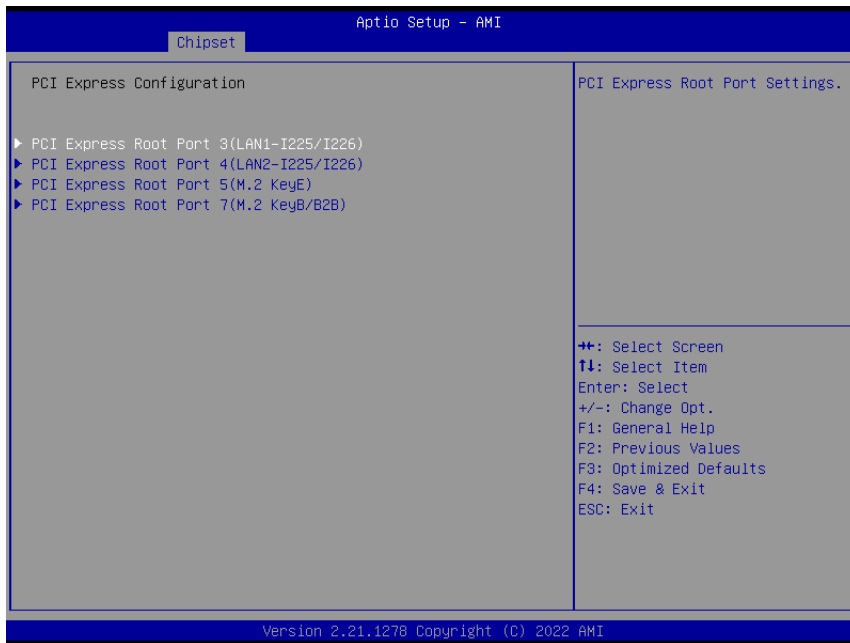 Aptio Setup – AMI
Chipset
PCI Express Configuration
PCI Express Root Port Settings.
▶ PCI Express Root Port 3(LAN1-I225/I226)
▶ PCI Express Root Port 4(LAN2-I225/I226)
▶ PCI Express Root Port 5(M.2 KeyE)
▶ PCI Express Root Port 7(M.2 KeyB/B2B)
→←: Select Screen
↑↓: Select Item
Enter: Select
+/-: Change Opt.
F1: General Help
F2: Previous Values
F3: Optimized Defaults
F4: Save & Exit
ESC: Exit
Version 2.21.1278 Copyright (C) 2022 AMI